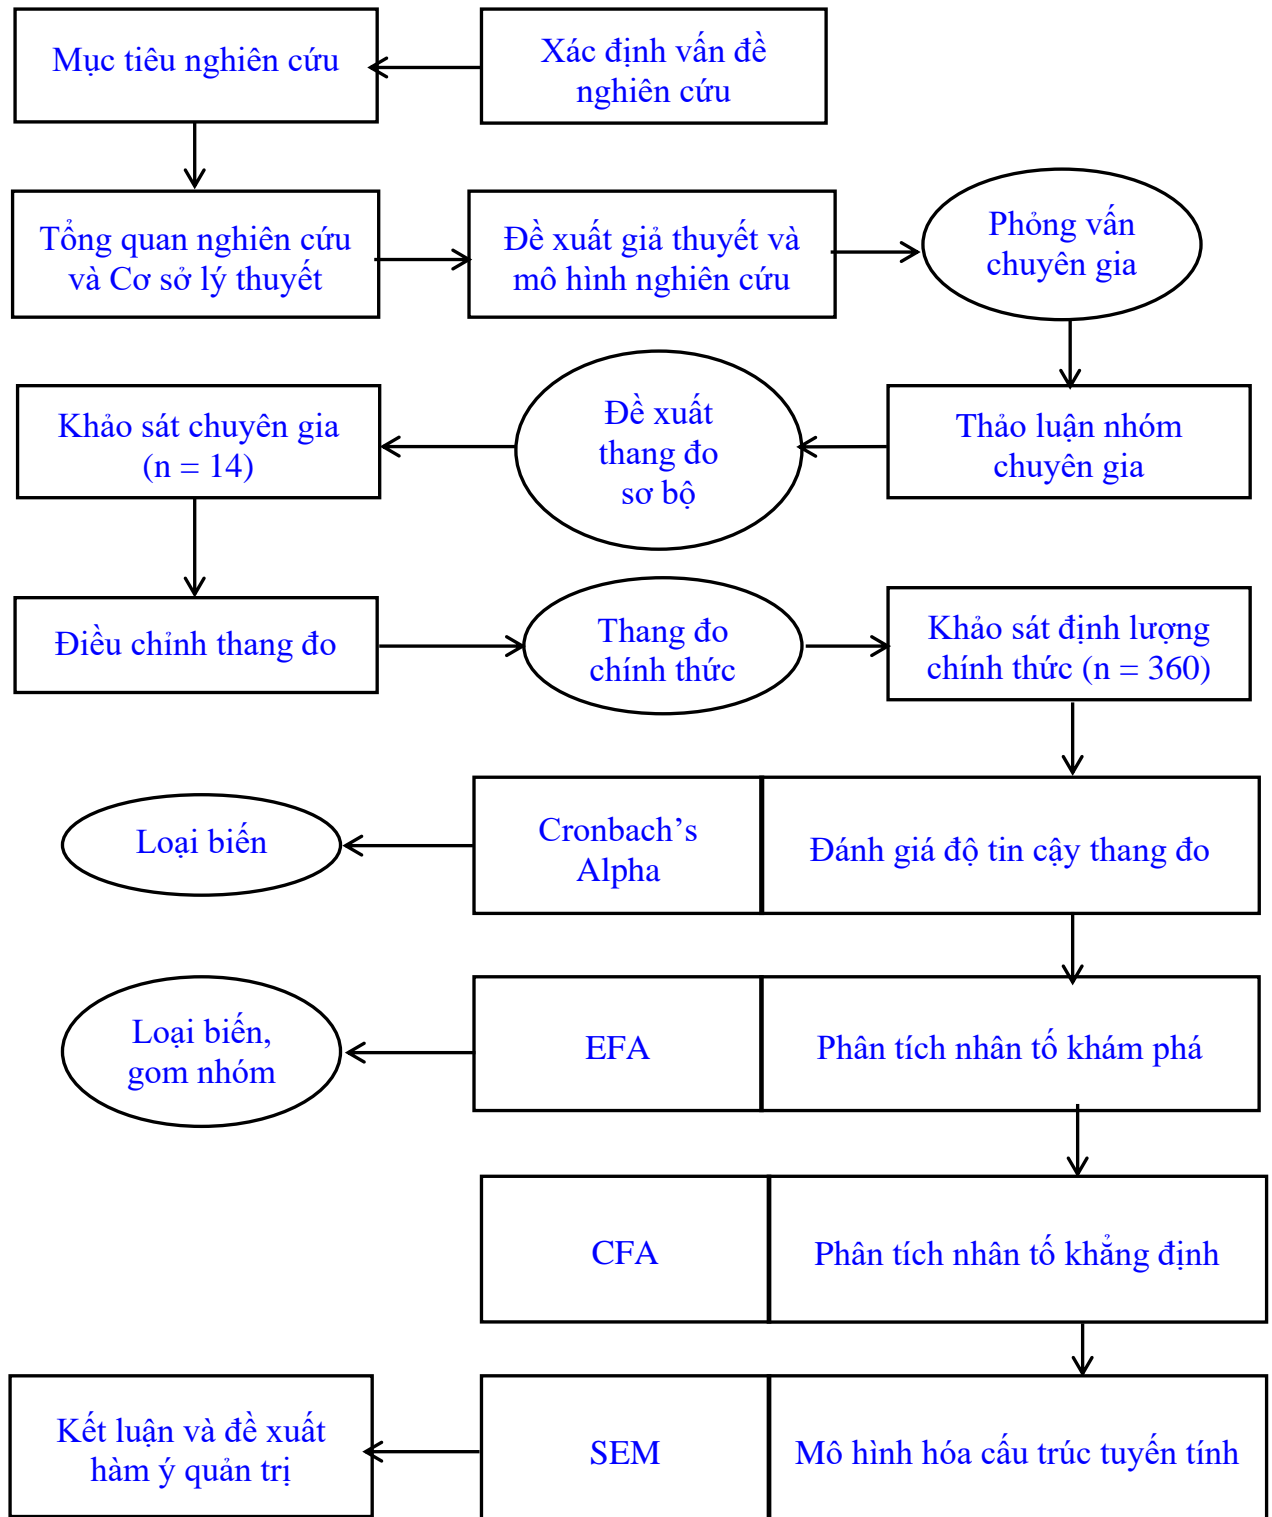 Mục tiêu nghiên cứu
Xác định vấn đề
nghiên cứu
Tổng quan nghiên cứu
và Cơ sở lý thuyết
Đề xuất giả thuyết và
mô hình nghiên cứu
Phỏng vấn
chuyên gia
Khảo sát chuyên gia
(n = 14)
Đề xuất
thang đo
sơ bộ
Thảo luận nhóm
chuyên gia
Điều chỉnh thang đo
Thang đo
chính thức
Khảo sát định lượng
chính thức (n = 360)
Loại biến
Cronbach’s
Alpha
Đánh giá độ tin cậy thang đo
Loại biến,
gom nhóm
EFA
Phân tích nhân tố khám phá
CFA
Phân tích nhân tố khẳng định
Kết luận và đề xuất
hàm ý quản trị
SEM
Mô hình hóa cấu trúc tuyến tính